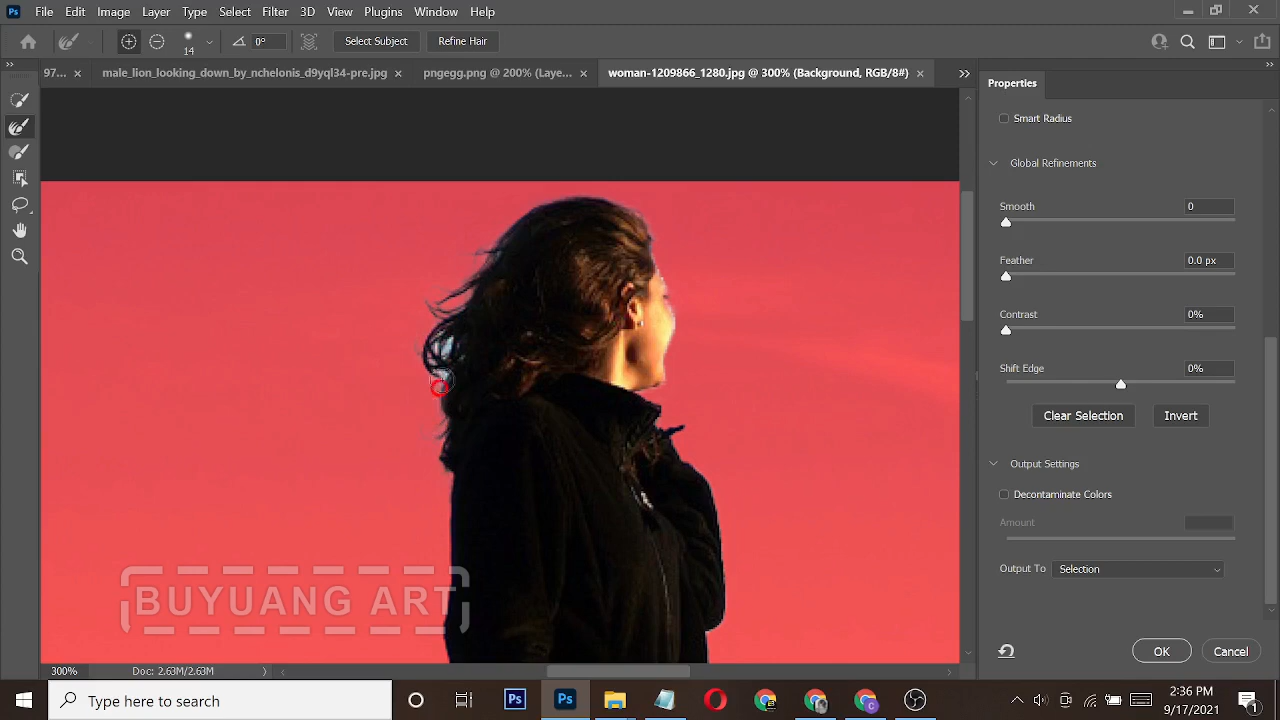 Ps File Edit Image Layer Type Select Filter 3D View Plugins Window Help
14 0° Select Subject Refine Hair
97... × male_lion_looking_down_by_nchelonis_d9yql34-pre.jpg × pngegg.png @ 200% (Laye... × woman-1209866_1280.jpg @ 300% (Background, RGB/8#) ×
Properties
Smart Radius
Global Refinements
Smooth 0
Feather 0.0 px
Contrast 0%
Shift Edge 0%
Clear Selection Invert
Output Settings
Decontaminate Colors
Amount
Output To Selection
BUYUANG ART
300% Doc: 2.63M/2.63M
OK Cancel
Type here to search
Ps Ps
2:36 PM
9/17/2021
1